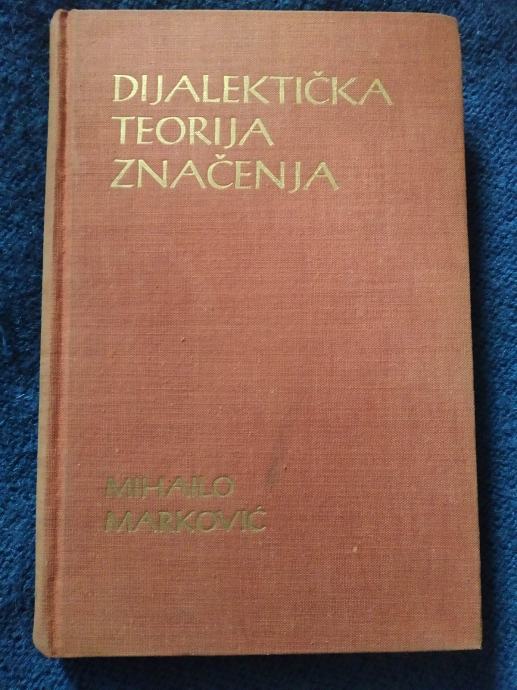 DIJALEKTIČKA
TEORIJA
ZNAČENJA
MIHAILO
MARKOVIĆ